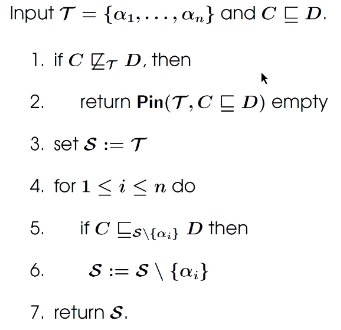 Input 𝒯 = {α₁, . . . , αₙ} and C ⊑ D.
1. if C ⋢_𝒯 D, then
2. return Pin(𝒯, C ⊑ D) empty
3. set 𝒮 := 𝒯
4. for 1 ≤ i ≤ n do
5. if C ⊑_{𝒮\{αᵢ}} D then
6. 𝒮 := 𝒮 \ {αᵢ}
7. return 𝒮.